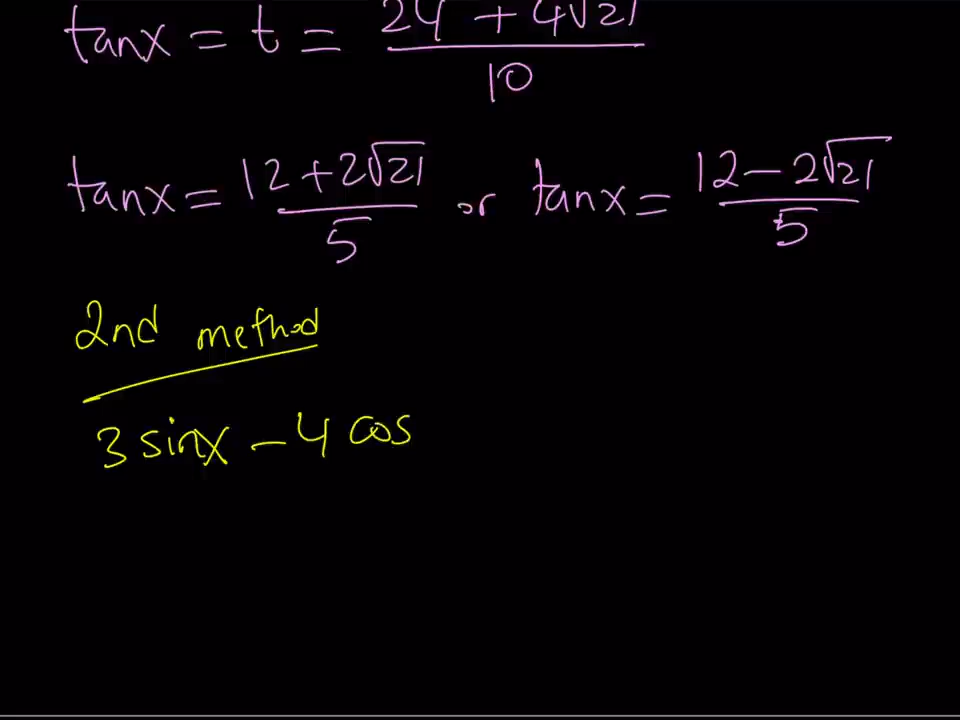 tanx = t = 24 + 4√21 / 10
tanx = 12 + 2√21 / 5 or tanx = 12 - 2√21 / 5
2nd method
3 sinx - 4 cos